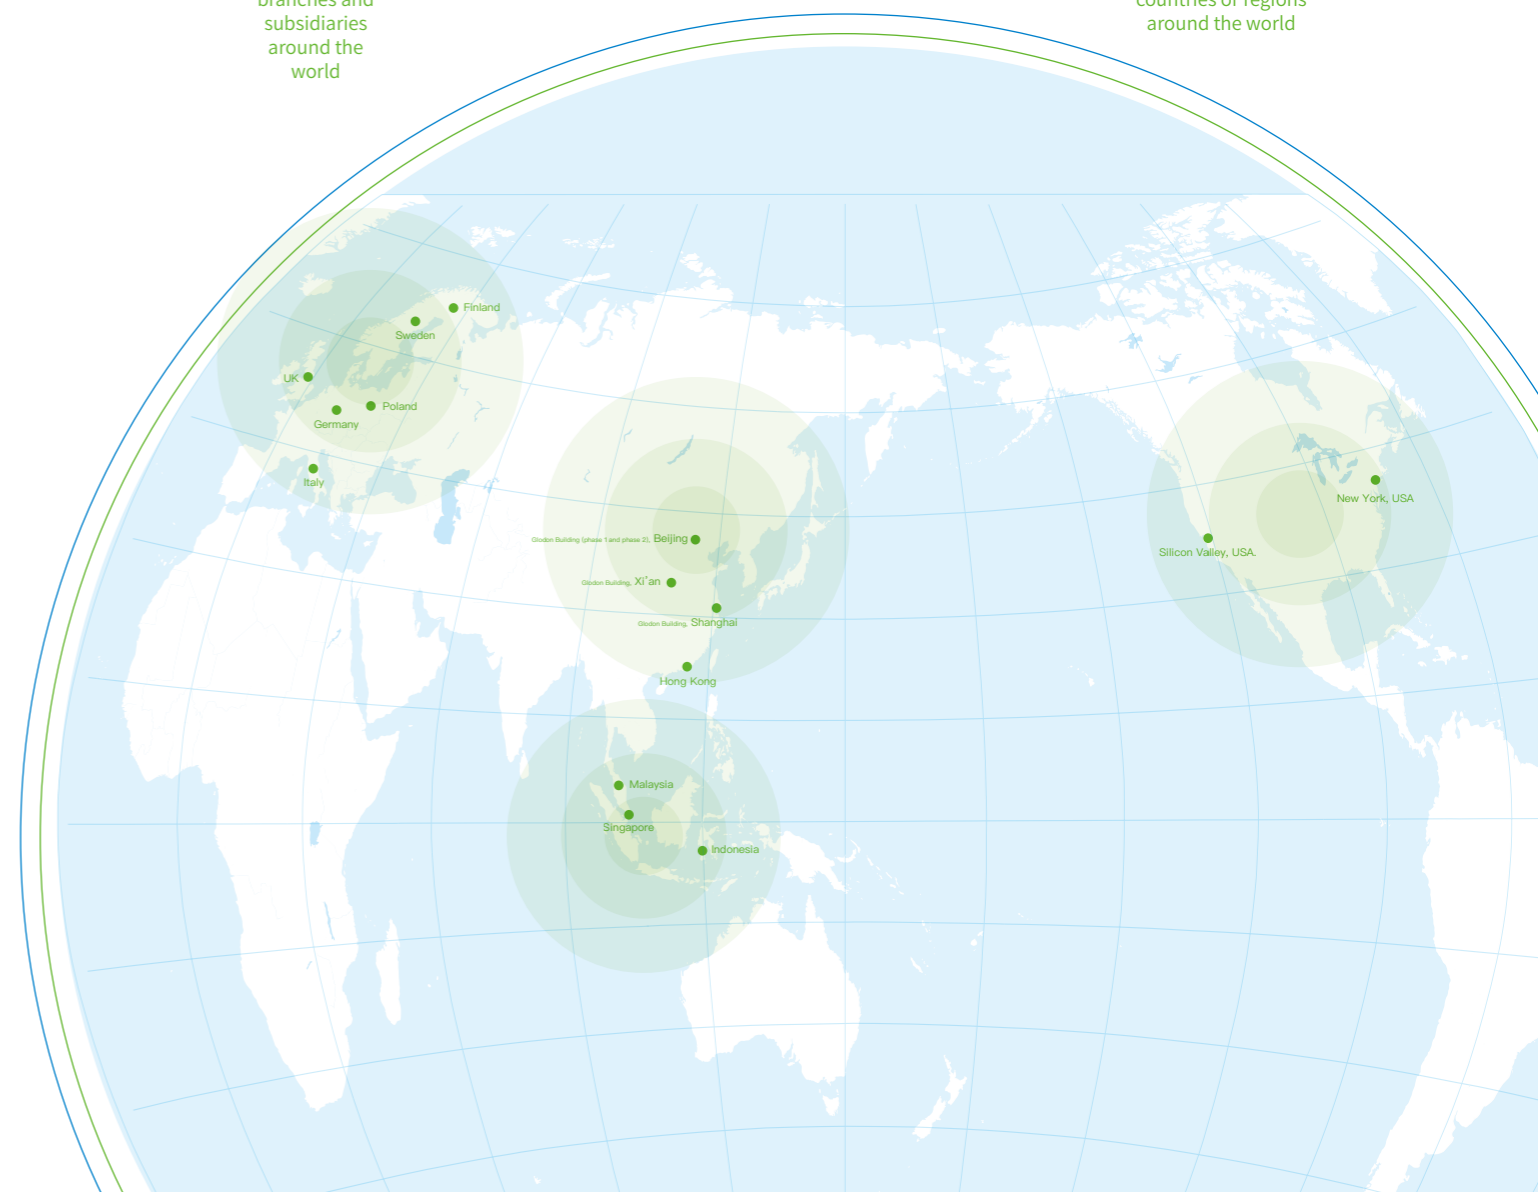 branches and
subsidiaries
around the
world
countries or regions
around the world
Finland
Sweden
UK
Poland
Germany
Italy
Glodon Building (phase 1 and phase 2), Beijing
Glodon Building, Xi'an
Glodon Building, Shanghai
Hong Kong
New York, USA
Silicon Valley, USA.
Malaysia
Singapore
Indonesia